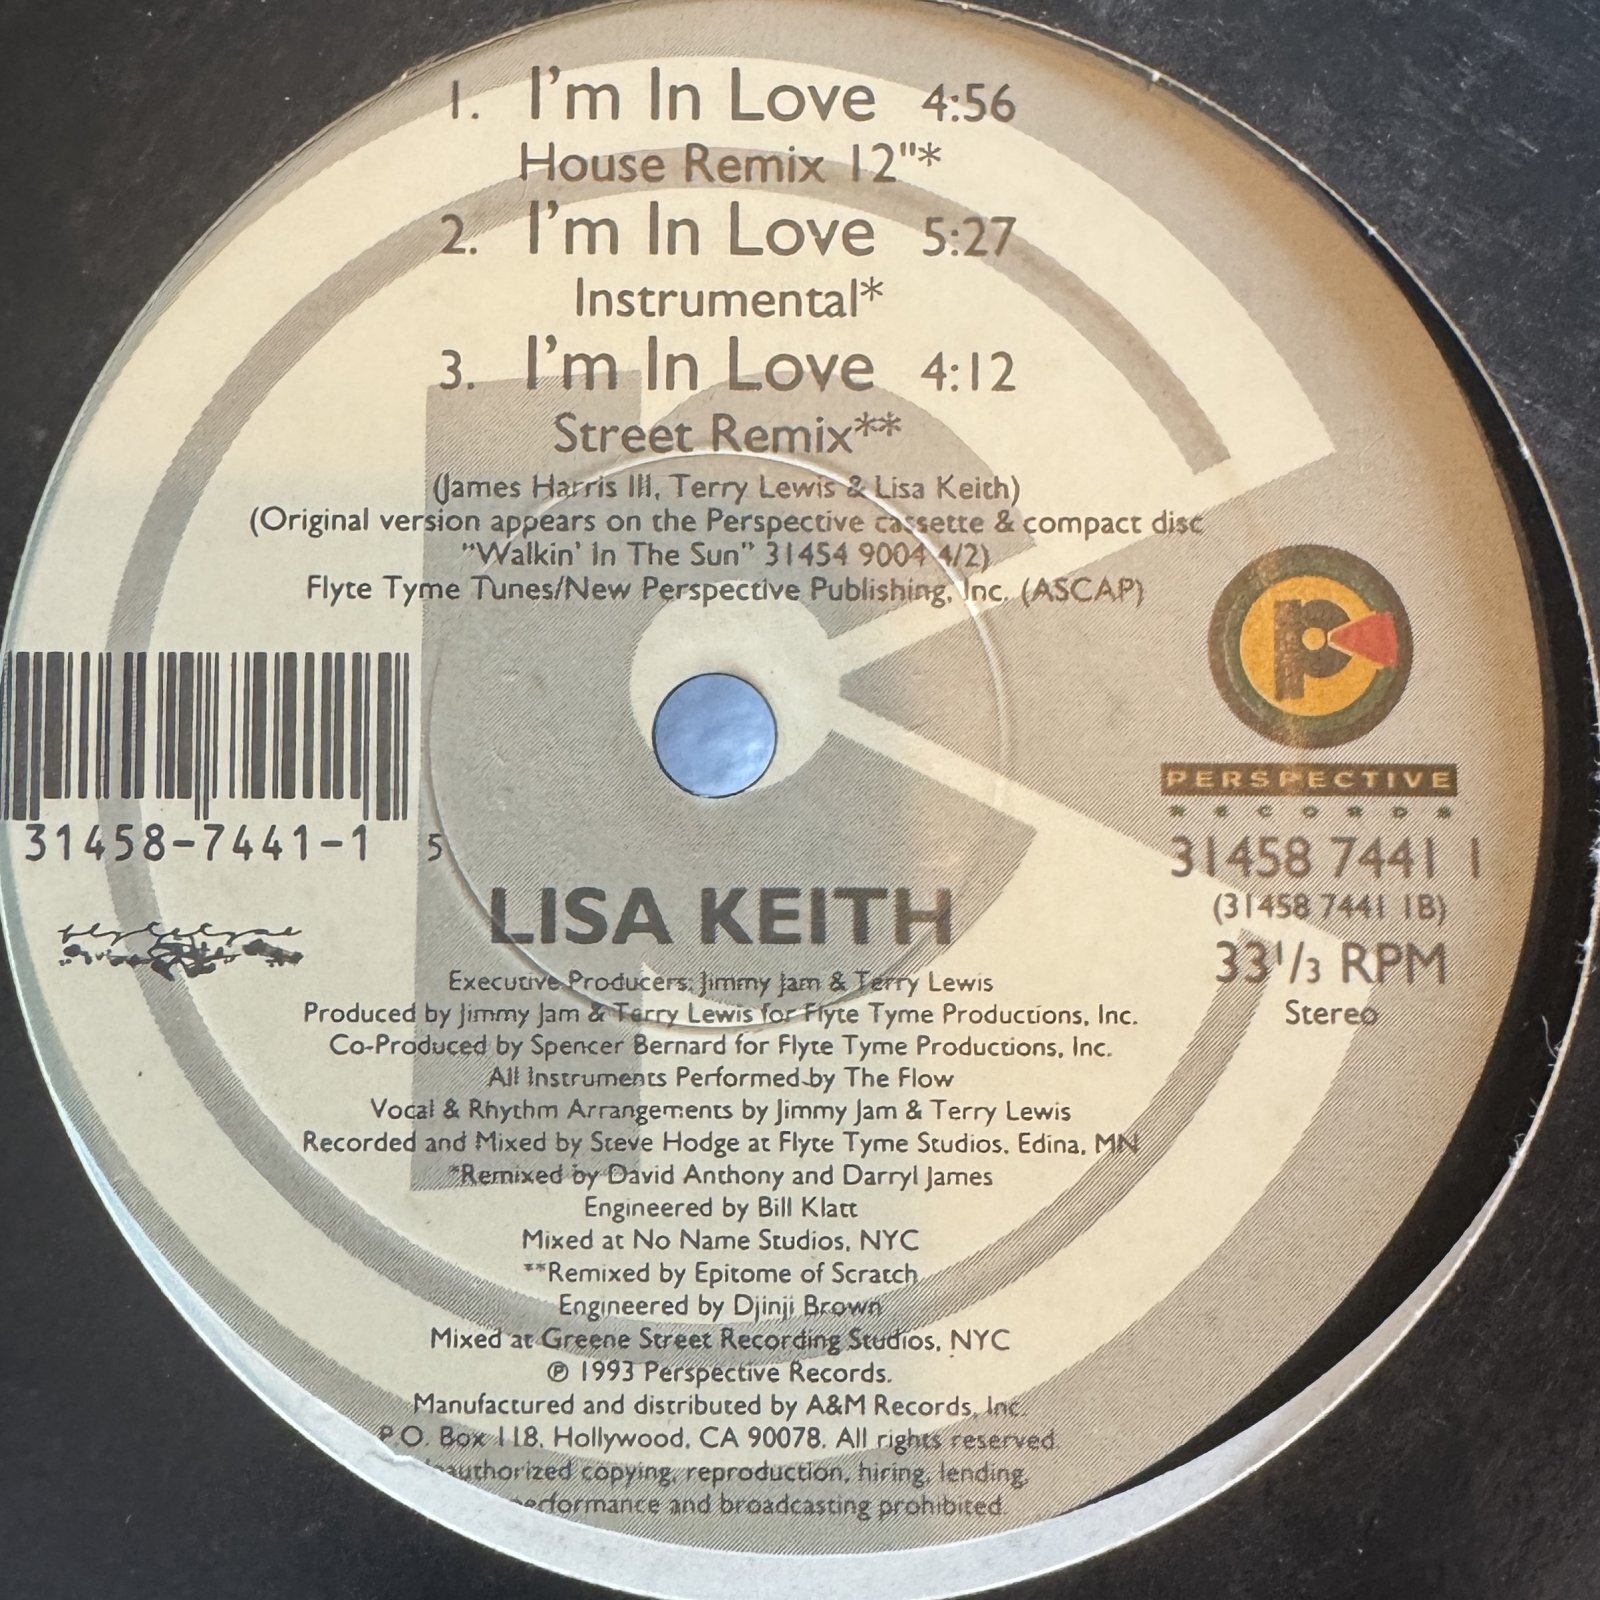 1. I'm In Love 4:56
House Remix 12"*
2. I'm In Love 5:27
Instrumental*
3. I'm In Love 4:12
Street Remix**
(James Harris III, Terry Lewis & Lisa Keith)
(Original version appears on the Perspective cassette & compact disc
"Walkin' In The Sun" 31454 9004 4/2)
Flyte Tyme Tunes/New Perspective Publishing, Inc. (ASCAP)
31458-7441-1 5
PERSPECTIVE
RECORDS
31458 7441 1
(31458 7441 1B)
33⅓ RPM
Stereo
LISA KEITH
Executive Producers: Jimmy Jam & Terry Lewis
Produced by Jimmy Jam & Terry Lewis for Flyte Tyme Productions, Inc.
Co-Produced by Spencer Bernard for Flyte Tyme Productions, Inc.
All Instruments Performed by The Flow
Vocal & Rhythm Arrangements by Jimmy Jam & Terry Lewis
Recorded and Mixed by Steve Hodge at Flyte Tyme Studios, Edina, MN
*Remixed by David Anthony and Darryl James
Engineered by Bill Klatt
Mixed at No Name Studios, NYC
**Remixed by Epitome of Scratch
Engineered by Djinji Brown
Mixed at Greene Street Recording Studios, NYC
℗ 1993 Perspective Records.
Manufactured and distributed by A&M Records, Inc.
P.O. Box 118, Hollywood, CA 90078. All rights reserved.
copying, reproduction, hiring, lending,
and broadcasting prohibited.